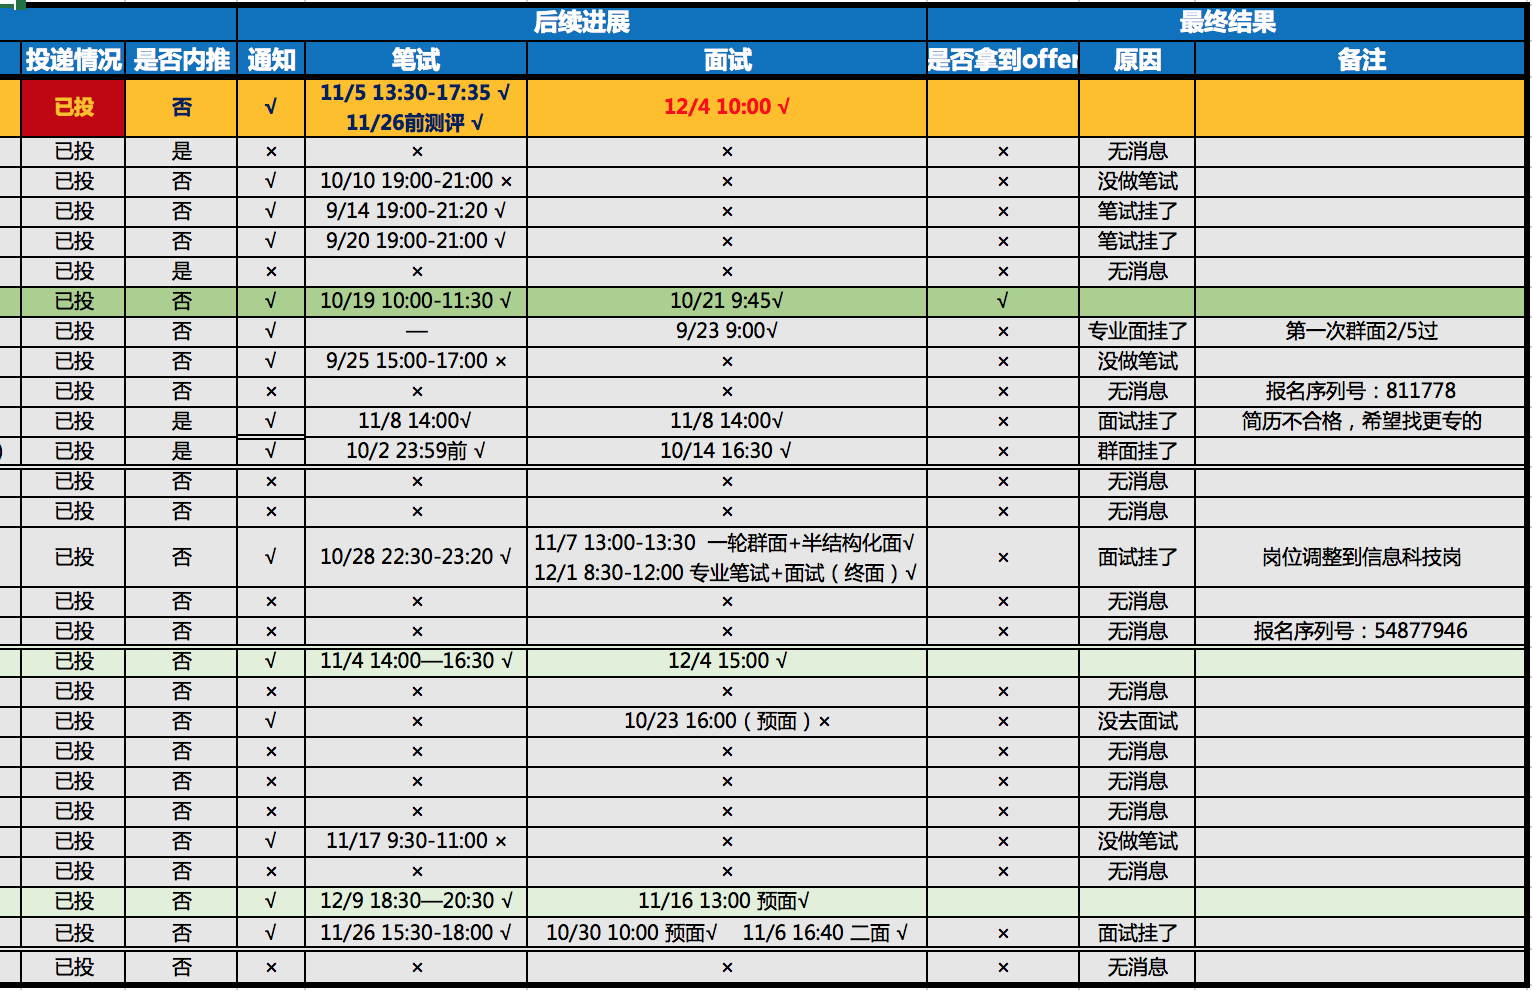 后续进展 最终结果
投递情况 是否内推 通知 笔试 面试 是否拿到offer 原因 备注
已投 否 √ 11/5 13:30-17:35 √ 12/4 10:00 √
11/26前测评 √
已投 是 × × × × 无消息
已投 否 √ 10/10 19:00-21:00 × × × 没做笔试
已投 否 √ 9/14 19:00-21:20 √ × × 笔试挂了
已投 否 √ 9/20 19:00-21:00 √ × × 笔试挂了
已投 是 × × × × 无消息
已投 否 √ 10/19 10:00-11:30 √ 10/21 9:45√ √
已投 否 √ — 9/23 9:00√ × 专业面挂了 第一次群面2/5过
已投 否 √ 9/25 15:00-17:00 × × × 没做笔试
已投 否 × × × × 无消息 报名序列号：811778
已投 是 √ 11/8 14:00√ 11/8 14:00√ × 面试挂了 简历不合格，希望找更专的
) 已投 是 √ 10/2 23:59前 √ 10/14 16:30 √ × 群面挂了
已投 否 × × × × 无消息
已投 否 × × × × 无消息
已投 否 √ 10/28 22:30-23:20 √ 11/7 13:00-13:30 一轮群面+半结构化面√ × 面试挂了 岗位调整到信息科技岗
12/1 8:30-12:00 专业笔试+面试（终面）√
已投 否 × × × × 无消息
已投 否 × × × × 无消息 报名序列号：54877946
已投 否 √ 11/4 14:00—16:30 √ 12/4 15:00 √
已投 否 × × × × 无消息
已投 否 √ × 10/23 16:00（预面）× × 没去面试
已投 否 × × × × 无消息
已投 否 × × × × 无消息
已投 否 × × × × 无消息
已投 否 √ 11/17 9:30-11:00 × × × 没做笔试
已投 否 × × × × 无消息
已投 否 √ 12/9 18:30—20:30 √ 11/16 13:00 预面√
已投 否 √ 11/26 15:30-18:00 √ 10/30 10:00 预面√ 11/6 16:40 二面 √ × 面试挂了
已投 否 × × × × 无消息